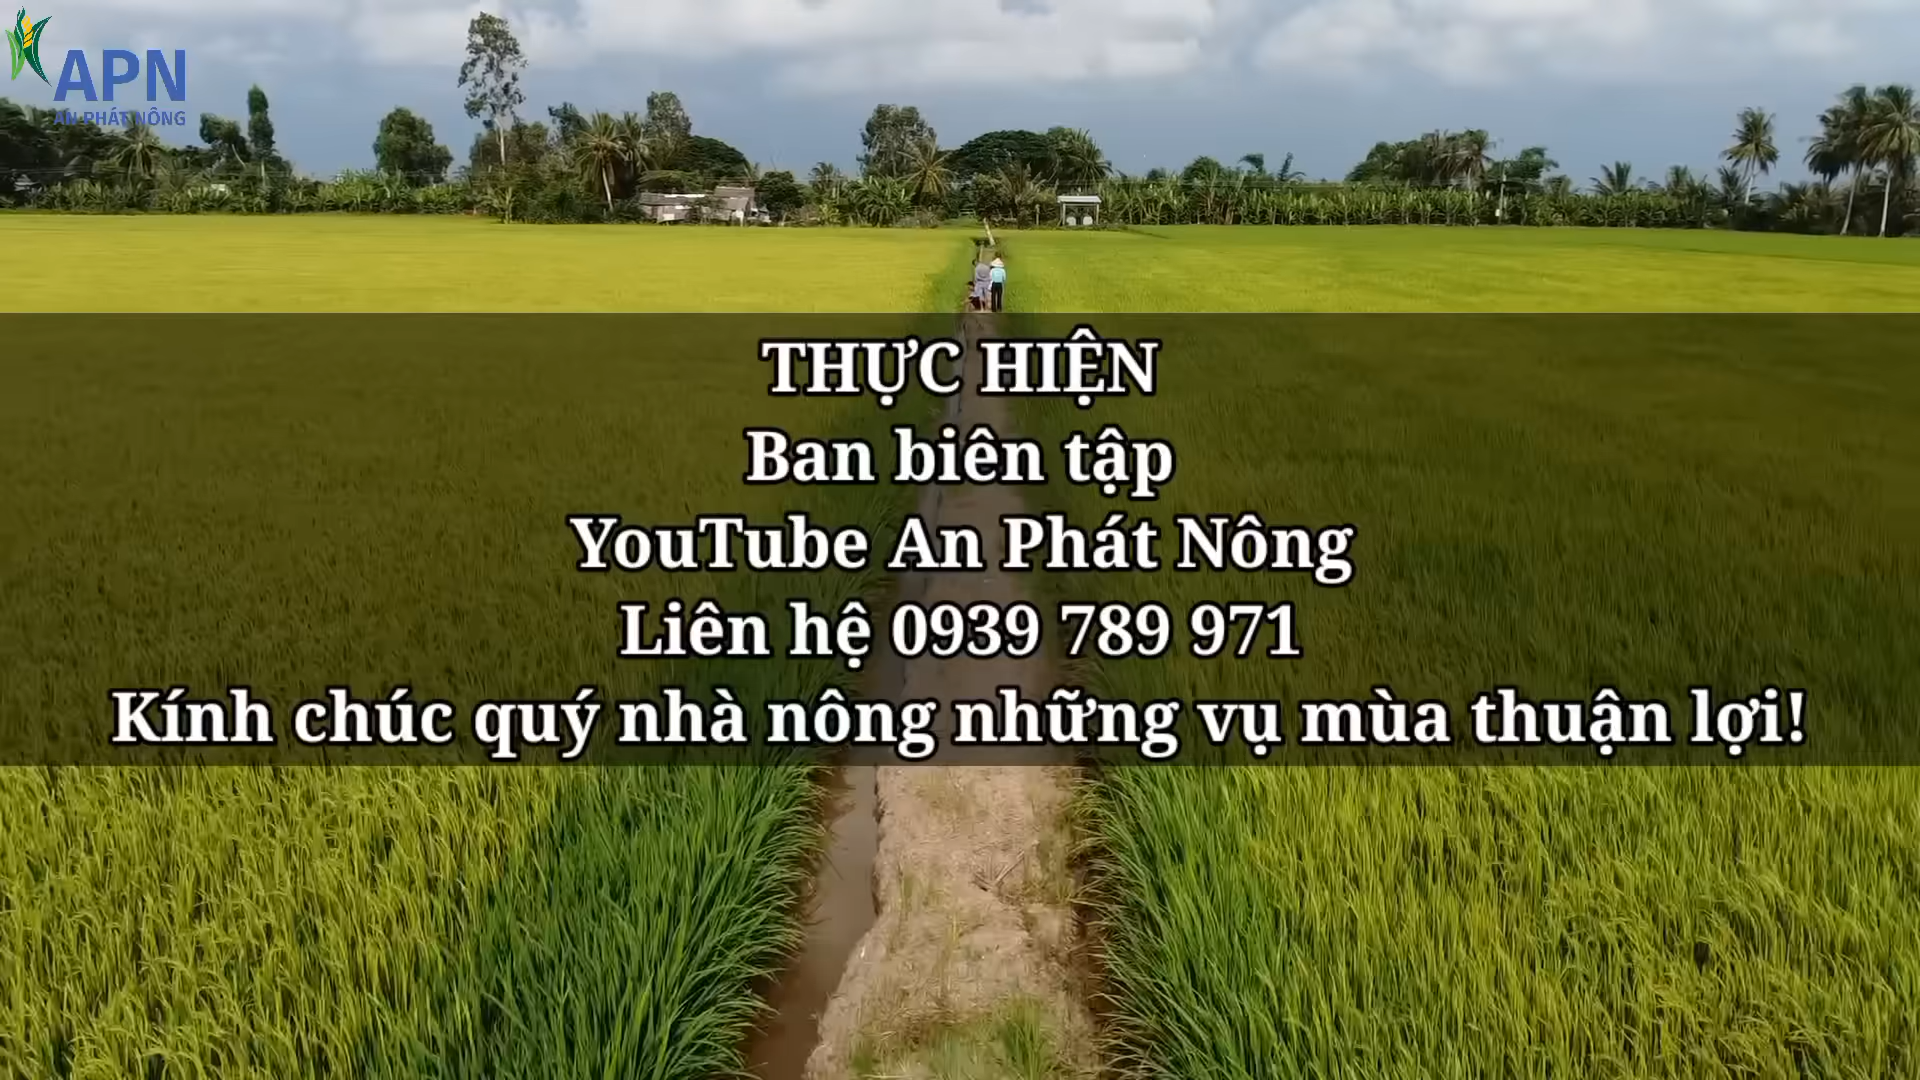 APN
AN PHÁT NÔNG
THỰC HIỆN
Ban biên tập
YouTube An Phát Nông
Liên hệ 0939 789 971
Kính chúc quý nhà nông những vụ mùa thuận lợi!